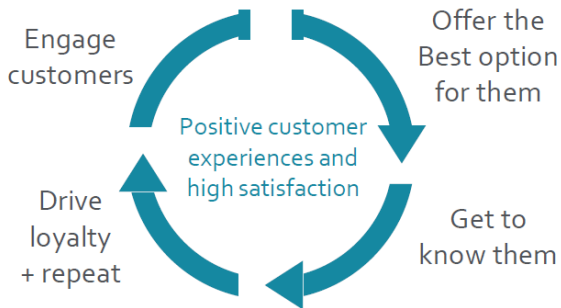 Engage
customers
Offer the
Best option
for them
Positive customer
experiences and
high satisfaction
Drive
loyalty
+ repeat
Get to
know them